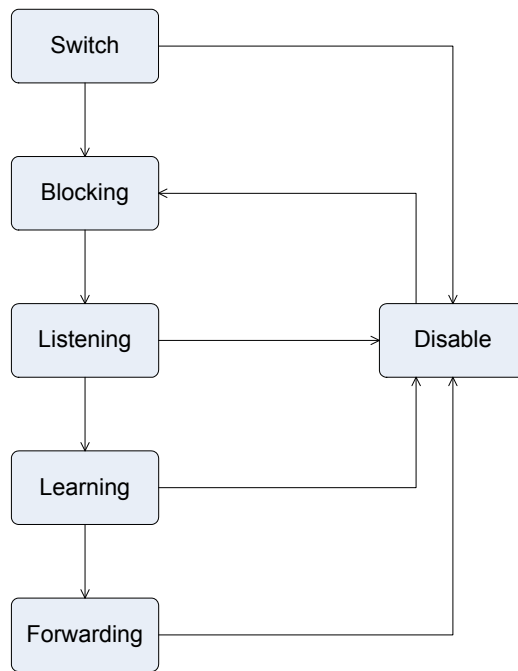 Switch
Blocking
Listening
Disable
Learning
Forwarding